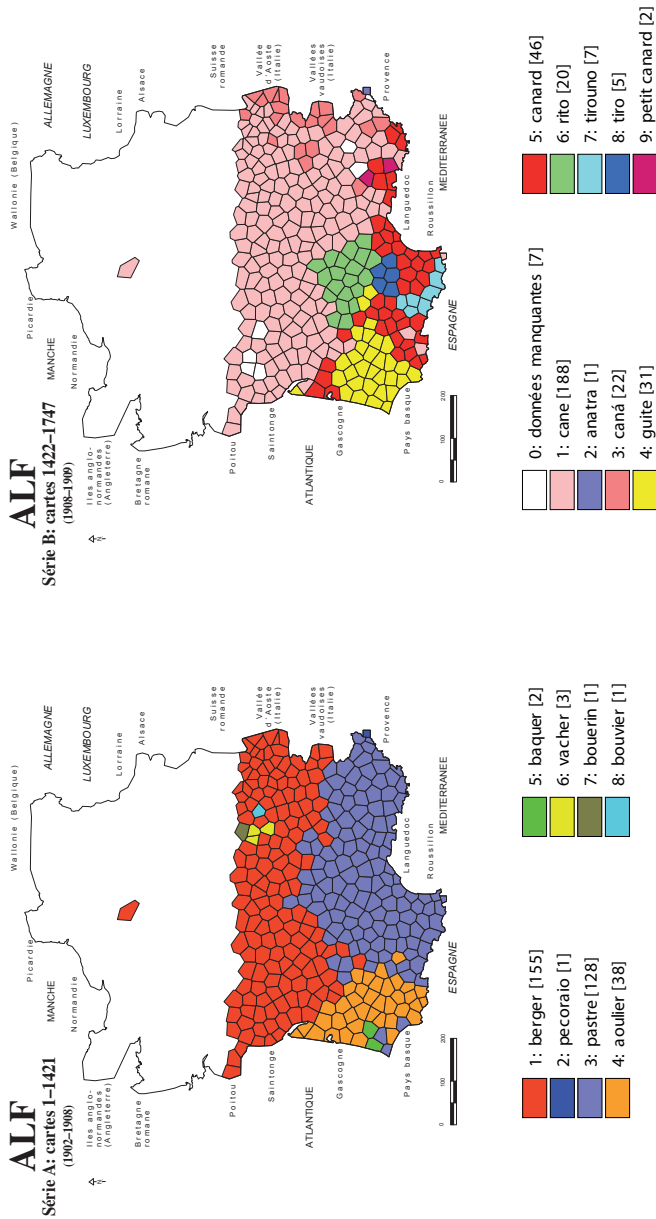 ALF
Série A: cartes 1–1421
(1902–1908)
N
Wallonie (Belgique)
Picardie
MANCHE
Normandie
ALLEMAGNE
LUXEMBOURG
Lorraine
Alsace
Iles anglo-
normandes
(Angleterre)
Bretagne
romane
Poitou
Suisse
romande
Saintonge
Vallée
d'Aoste
(Italie)
ATLANTIQUE
Vallées
vaudoises
(Italie)
Gascogne
Provence
Languedoc
MEDITERRANEE
Roussillon
Pays basque
ESPAGNE
0
100
200
1: berger [155]
2: pecoraio [1]
3: pastre [128]
4: aoulier [38]
5: baquer [2]
6: vacher [3]
7: bouerin [1]
8: bouvier [1]
ALF
Série B: cartes 1422–1747
(1908–1909)
N
Wallonie (Belgique)
Picardie
MANCHE
Normandie
ALLEMAGNE
LUXEMBOURG
Lorraine
Alsace
Iles anglo-
normandes
(Angleterre)
Bretagne
romane
Poitou
Suisse
romande
Saintonge
Vallée
d'Aoste
(Italie)
ATLANTIQUE
Vallées
vaudoises
(Italie)
Gascogne
Provence
Languedoc
MEDITERRANEE
Roussillon
Pays basque
ESPAGNE
0
100
200
0: données manquantes [7]
1: cane [188]
2: anatra [1]
3: caná [22]
4: guite [31]
5: canard [46]
6: rito [20]
7: tirouno [7]
8: tiro [5]
9: petit canard [2]